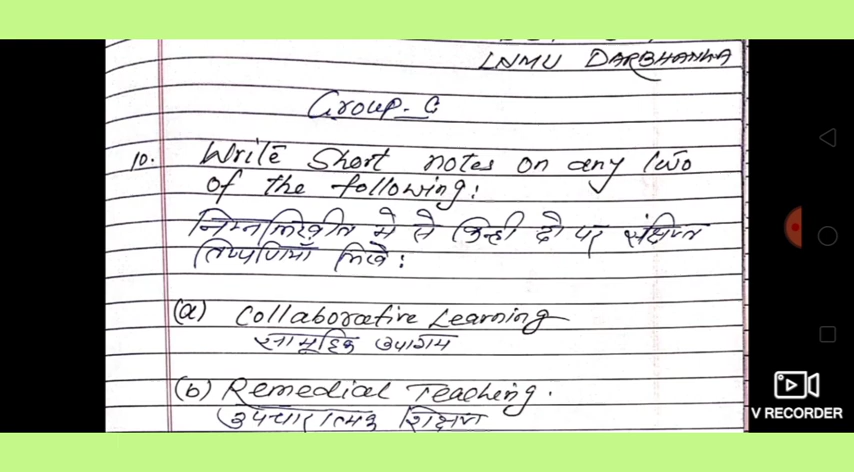 LNMU DARBHANGA
Group-C
10. Write Short notes on any two
of the following:
निम्नलिखीत मे से किन्ही दो पर संक्षिप्त
टिप्पणियाँ लिखें:
(a) Collaborative Learning
सामूहिक उपागम
(b) Remedial Teaching.
उपचारात्मक शिक्षण
V RECORDER